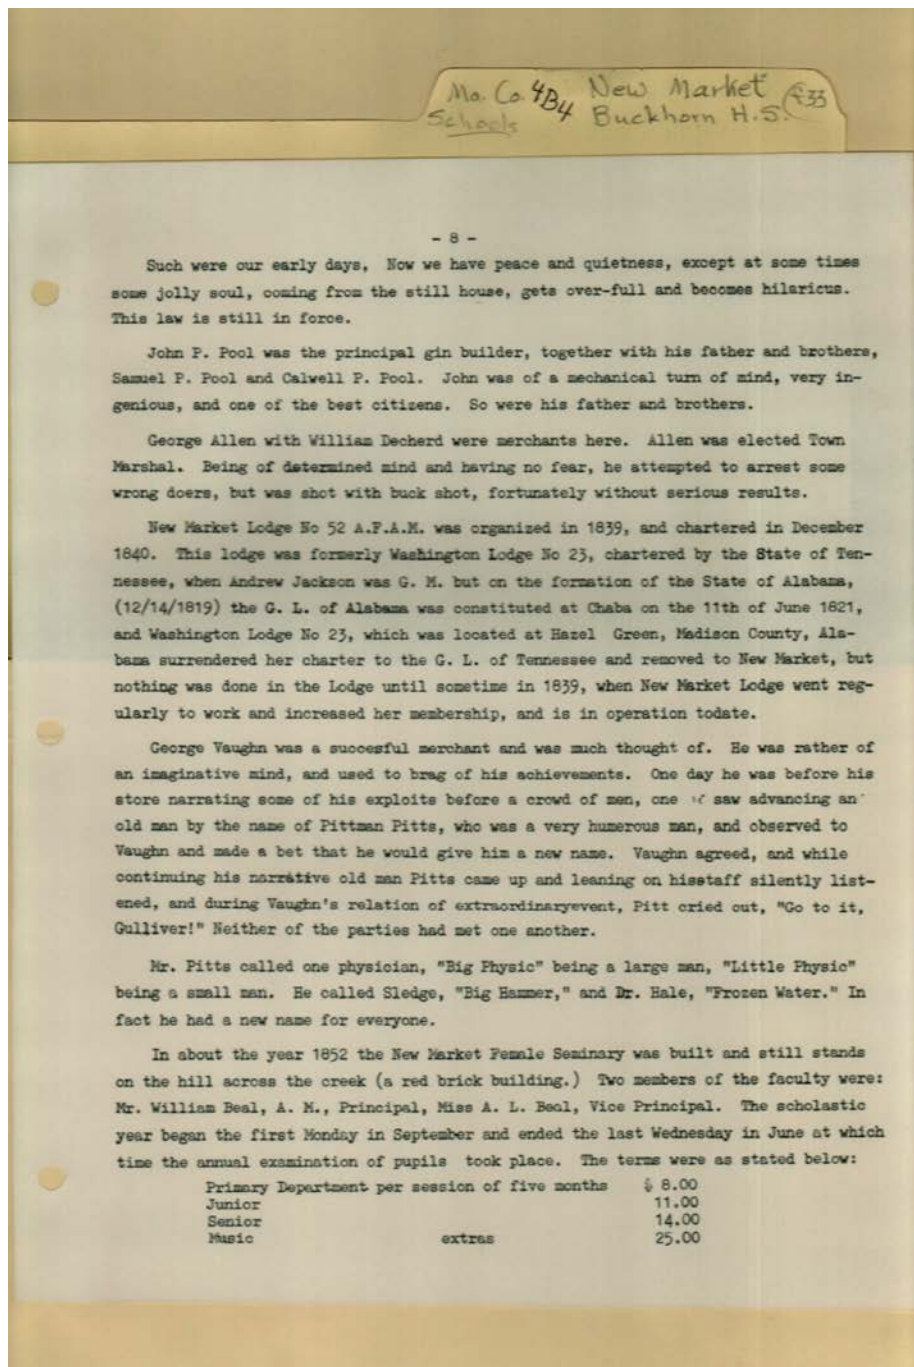 Mo. Co. 4B4 New Market
Schools Buckhorn H.S.
- 8 -
Such were our early days, Now we have peace and quietness, except at some times
some jolly soul, coming from the still house, gets over-full and becomes hilaricus.
This law is still in force.
John P. Pool was the principal gin builder, together with his father and brothers,
Samuel P. Pool and Calwell P. Pool. John was of a mechanical turn of mind, very in-
genious, and one of the best citizens. So were his father and brothers.
George Allen with William Decherd were merchants here. Allen was elected Town
Marshal. Being of determined mind and having no fear, he attempted to arrest some
wrong doers, but was shot with buck shot, fortunately without serious results.
New Market Lodge No 52 A.F.A.M. was organized in 1839, and chartered in December
1840. This lodge was formerly Washington Lodge No 23, chartered by the State of Ten-
nessee, when Andrew Jackson was G. M. but on the formation of the State of Alabama,
(12/14/1819) the G. L. of Alabama was constituted at Chaba on the 11th of June 1821,
and Washington Lodge No 23, which was located at Hazel Green, Madison County, Ala-
bama surrendered her charter to the G. L. of Tennessee and removed to New Market, but
nothing was done in the Lodge until sometime in 1839, when New Market Lodge went reg-
ularly to work and increased her membership, and is in operation todate.
George Vaughn was a succesful merchant and was much thought of. He was rather of
an imaginative mind, and used to brag of his achievements. One day he was before his
store narrating some of his exploits before a crowd of men, one saw advancing an
old man by the name of Pittman Pitts, who was a very humerous man, and observed to
Vaughn and made a bet that he would give him a new name. Vaughn agreed, and while
continuing his narrative old man Pitts came up and leaning on hisstaff silently list-
ened, and during Vaughn's relation of extraordinaryevent, Pitt cried out, "Go to it,
Gulliver!" Neither of the parties had met one another.
Mr. Pitts called one physician, "Big Physic" being a large man, "Little Physic"
being a small man. He called Sledge, "Big Hammer," and Dr. Hale, "Frozen Water." In
fact he had a new name for everyone.
In about the year 1852 the New Market Female Seminary was built and still stands
on the hill across the creek (a red brick building.) Two members of the faculty were:
Mr. William Beal, A. M., Principal, Miss A. L. Beal, Vice Principal. The scholastic
year began the first Monday in September and ended the last Wednesday in June at which
time the annual examination of pupils took place. The terms were as stated below:
Primary Department per session of five months $ 8.00
Junior 11.00
Senior 14.00
Music extras 25.00